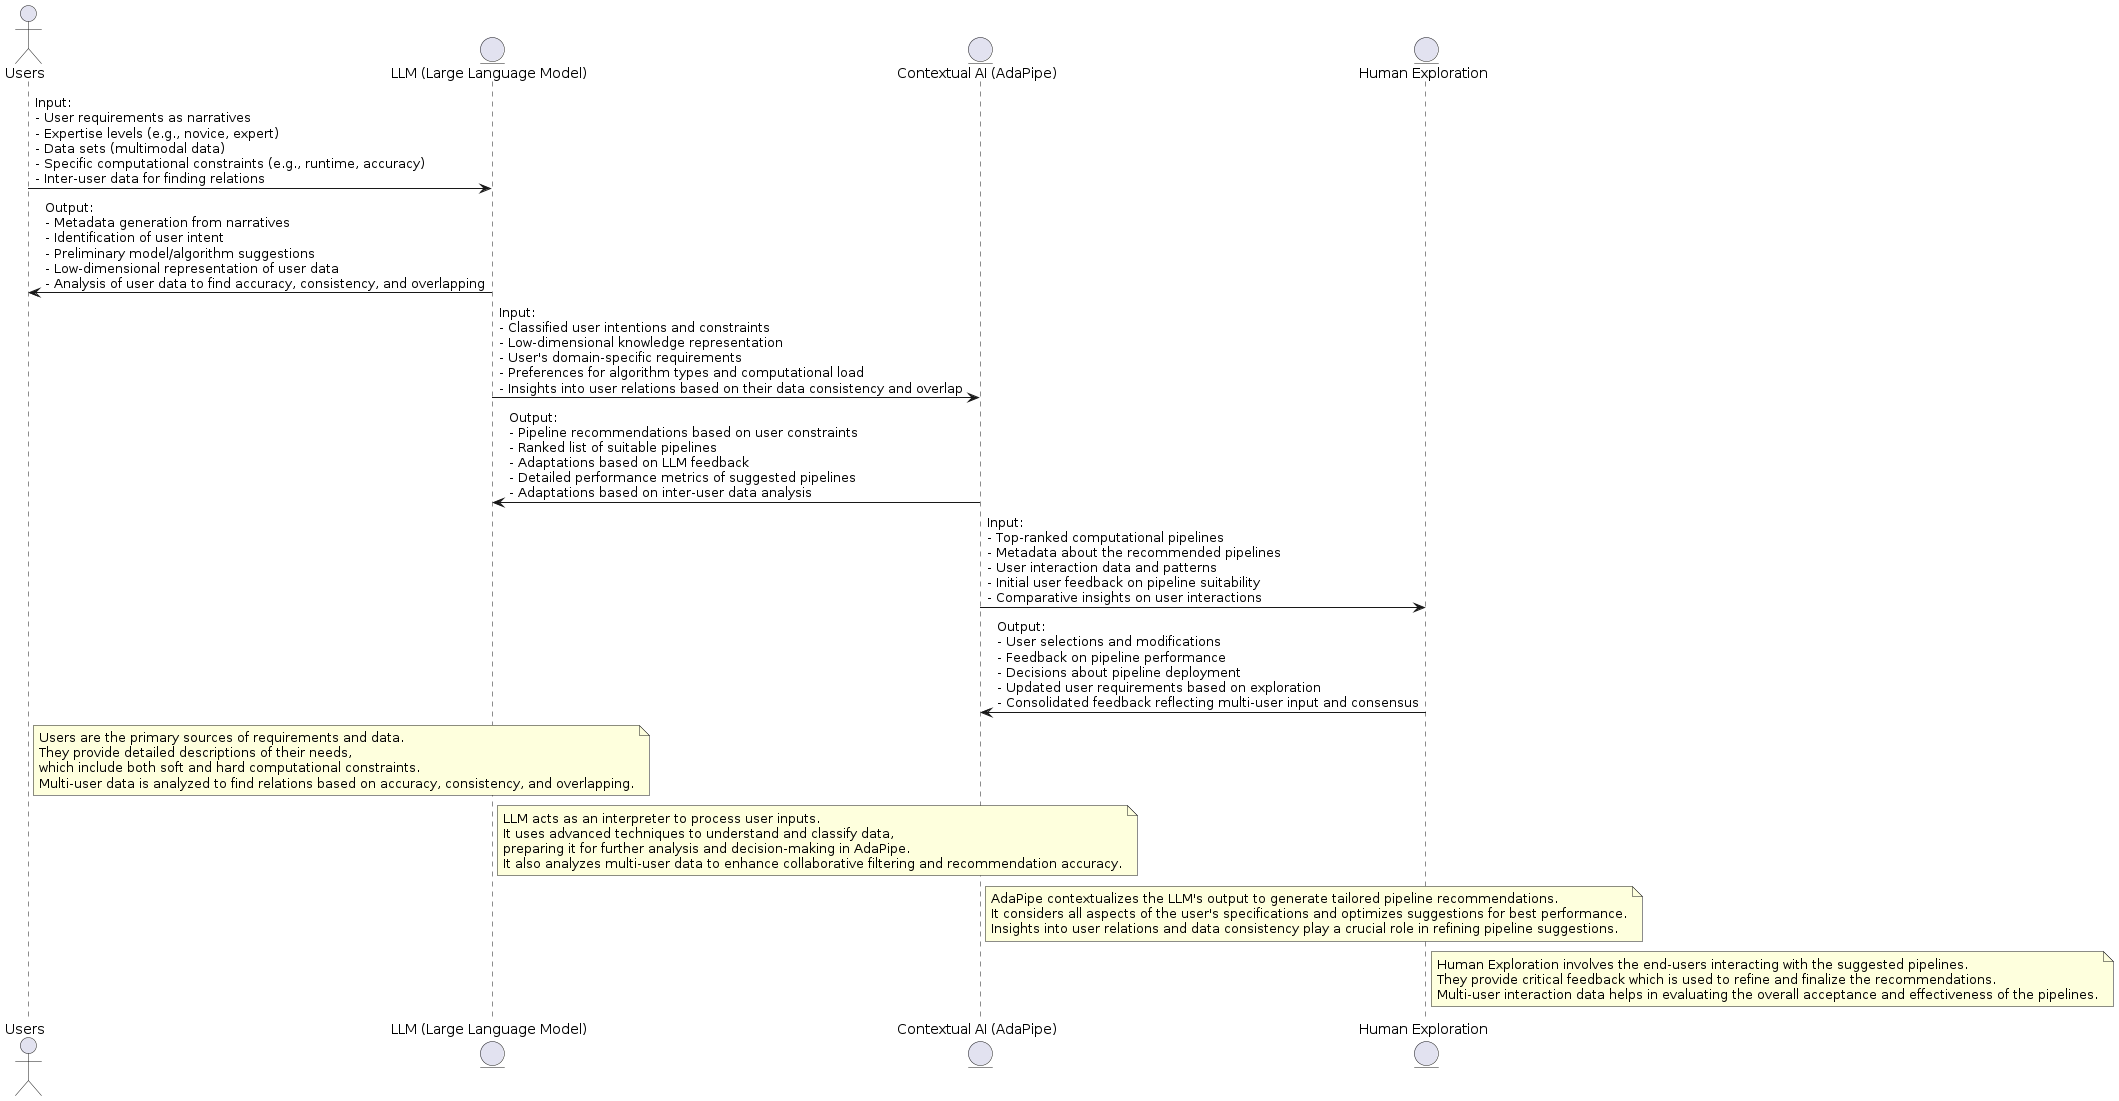 Users
LLM (Large Language Model)
Contextual AI (AdaPipe)
Human Exploration
Input:
- User requirements as narratives
- Expertise levels (e.g., novice, expert)
- Data sets (multimodal data)
- Specific computational constraints (e.g., runtime, accuracy)
- Inter-user data for finding relations
Output:
- Metadata generation from narratives
- Identification of user intent
- Preliminary model/algorithm suggestions
- Low-dimensional representation of user data
- Analysis of user data to find accuracy, consistency, and overlapping
Input:
- Classified user intentions and constraints
- Low-dimensional knowledge representation
- User's domain-specific requirements
- Preferences for algorithm types and computational load
- Insights into user relations based on their data consistency and overlap
Output:
- Pipeline recommendations based on user constraints
- Ranked list of suitable pipelines
- Adaptations based on LLM feedback
- Detailed performance metrics of suggested pipelines
- Adaptations based on inter-user data analysis
Input:
- Top-ranked computational pipelines
- Metadata about the recommended pipelines
- User interaction data and patterns
- Initial user feedback on pipeline suitability
- Comparative insights on user interactions
Output:
- User selections and modifications
- Feedback on pipeline performance
- Decisions about pipeline deployment
- Updated user requirements based on exploration
- Consolidated feedback reflecting multi-user input and consensus
Users are the primary sources of requirements and data.
They provide detailed descriptions of their needs,
which include both soft and hard computational constraints.
Multi-user data is analyzed to find relations based on accuracy, consistency, and overlapping.
LLM acts as an interpreter to process user inputs.
It uses advanced techniques to understand and classify data,
preparing it for further analysis and decision-making in AdaPipe.
It also analyzes multi-user data to enhance collaborative filtering and recommendation accuracy.
AdaPipe contextualizes the LLM's output to generate tailored pipeline recommendations.
It considers all aspects of the user's specifications and optimizes suggestions for best performance.
Insights into user relations and data consistency play a crucial role in refining pipeline suggestions.
Human Exploration involves the end-users interacting with the suggested pipelines.
They provide critical feedback which is used to refine and finalize the recommendations.
Multi-user interaction data helps in evaluating the overall acceptance and effectiveness of the pipelines.
Users
LLM (Large Language Model)
Contextual AI (AdaPipe)
Human Exploration